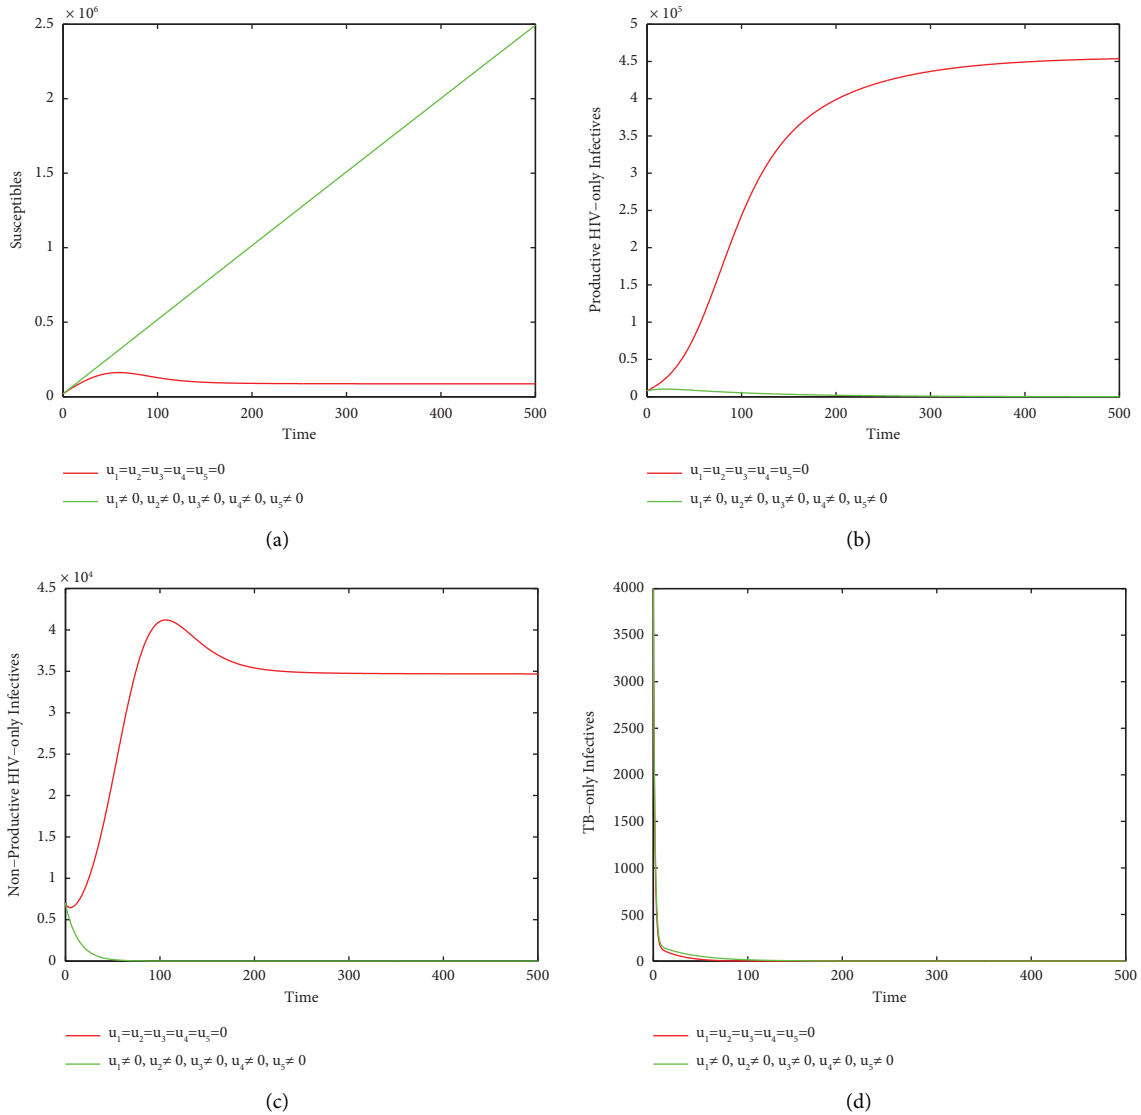 × 10⁶
2.5
2
1.5
1
0.5
0
Susceptibles
0 100 200 300 400 500
Time
u₁=u₂=u₃=u₄=u₅=0
u₁≠ 0, u₂≠ 0, u₃≠ 0, u₄≠ 0, u₅≠ 0
(a)
× 10⁵
5
4.5
4
3.5
3
2.5
2
1.5
1
0.5
0
Productive HIV−only Infectives
0 100 200 300 400 500
Time
u₁=u₂=u₃=u₄=u₅=0
u₁≠ 0, u₂≠ 0, u₃≠ 0, u₄≠ 0, u₅≠ 0
(b)
× 10⁴
4.5
4
3.5
3
2.5
2
1.5
1
0.5
0
Non−Productive HIV−only Infectives
0 100 200 300 400 500
Time
u₁=u₂=u₃=u₄=u₅=0
u₁≠ 0, u₂≠ 0, u₃≠ 0, u₄≠ 0, u₅≠ 0
(c)
4000
3500
3000
2500
2000
1500
1000
500
0
TB−only Infectives
0 100 200 300 400 500
Time
u₁=u₂=u₃=u₄=u₅=0
u₁≠ 0, u₂≠ 0, u₃≠ 0, u₄≠ 0, u₅≠ 0
(d)